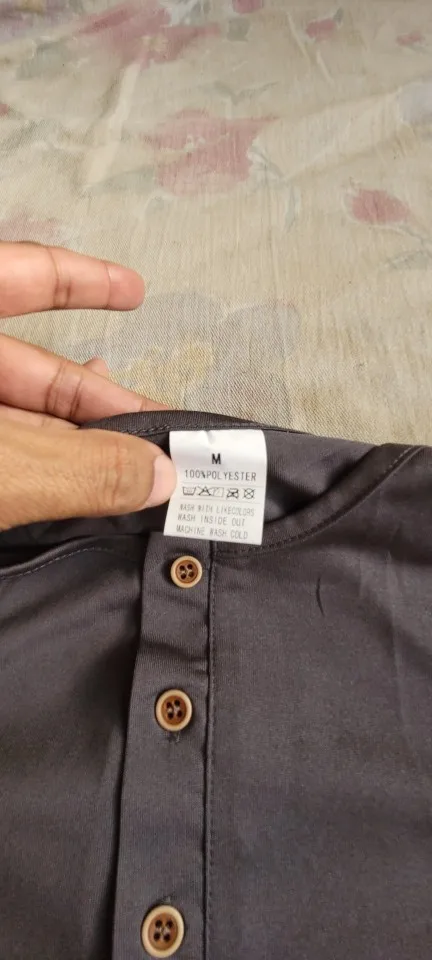 M
100%POLYESTER
WASH WITH LIKECOLORS
WASH INSIDE OUT
MACHINE WASH COLD